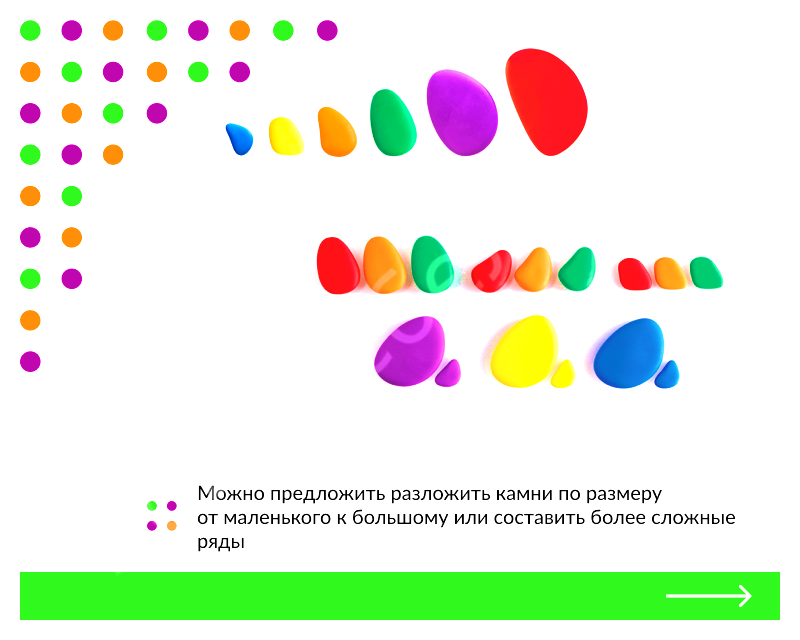 Можно предложить разложить камни по размеру
от маленького к большому или составить более сложные
ряды